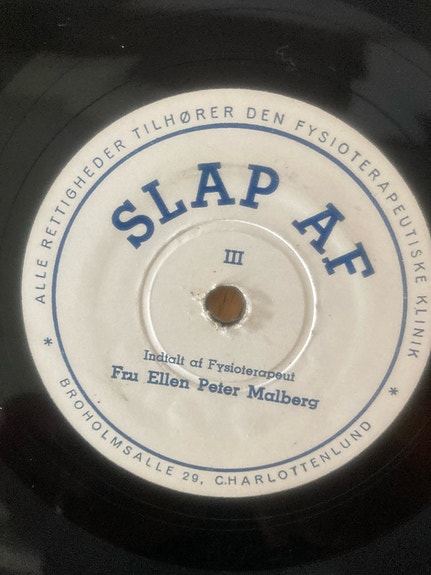 ALLE RETTIGHEDER TILHØRER DEN FYSIOTERAPEUTISKE KLINIK
SLAP AF
III
Indtalt af Fysioterapeut
Fru Ellen Peter Malberg
* BROHOLMSALLE 29, CHARLOTTENLUND *